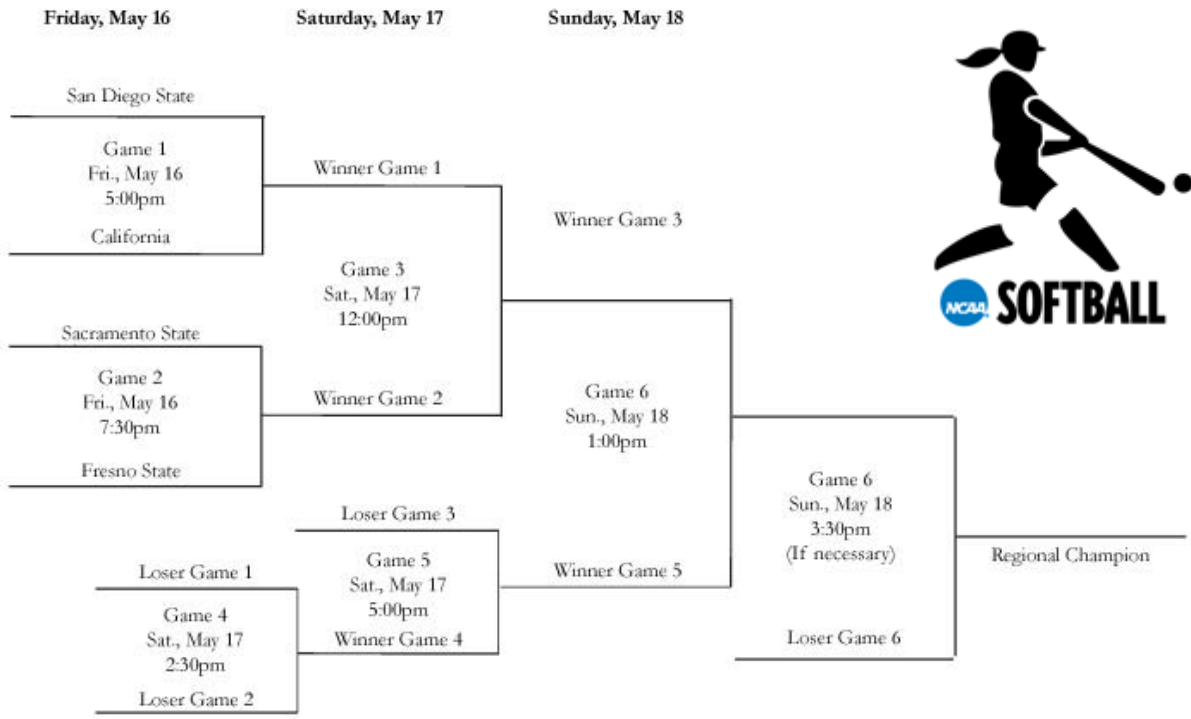 Friday, May 16
Saturday, May 17
Sunday, May 18
San Diego State
Game 1
Fri., May 16
5:00pm
California
Winner Game 1
Winner Game 3
Game 3
Sat., May 17
12:00pm
NCAA
SOFTBALL
Sacramento State
Game 2
Fri., May 16
7:30pm
Fresno State
Winner Game 2
Game 6
Sun., May 18
1:00pm
Game 6
Sun., May 18
3:30pm
(If necessary)
Regional Champion
Loser Game 3
Game 5
Sat., May 17
5:00pm
Winner Game 4
Winner Game 5
Loser Game 1
Game 4
Sat., May 17
2:30pm
Loser Game 2
Loser Game 6